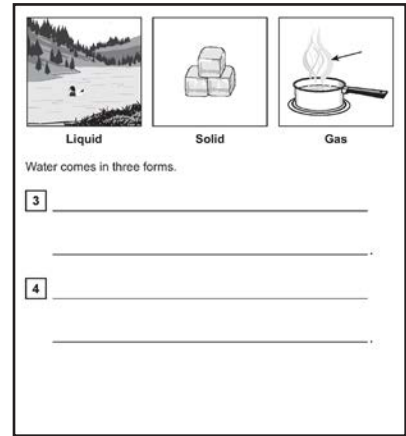 Liquid Solid Gas
Water comes in three forms.
3
.
4
.